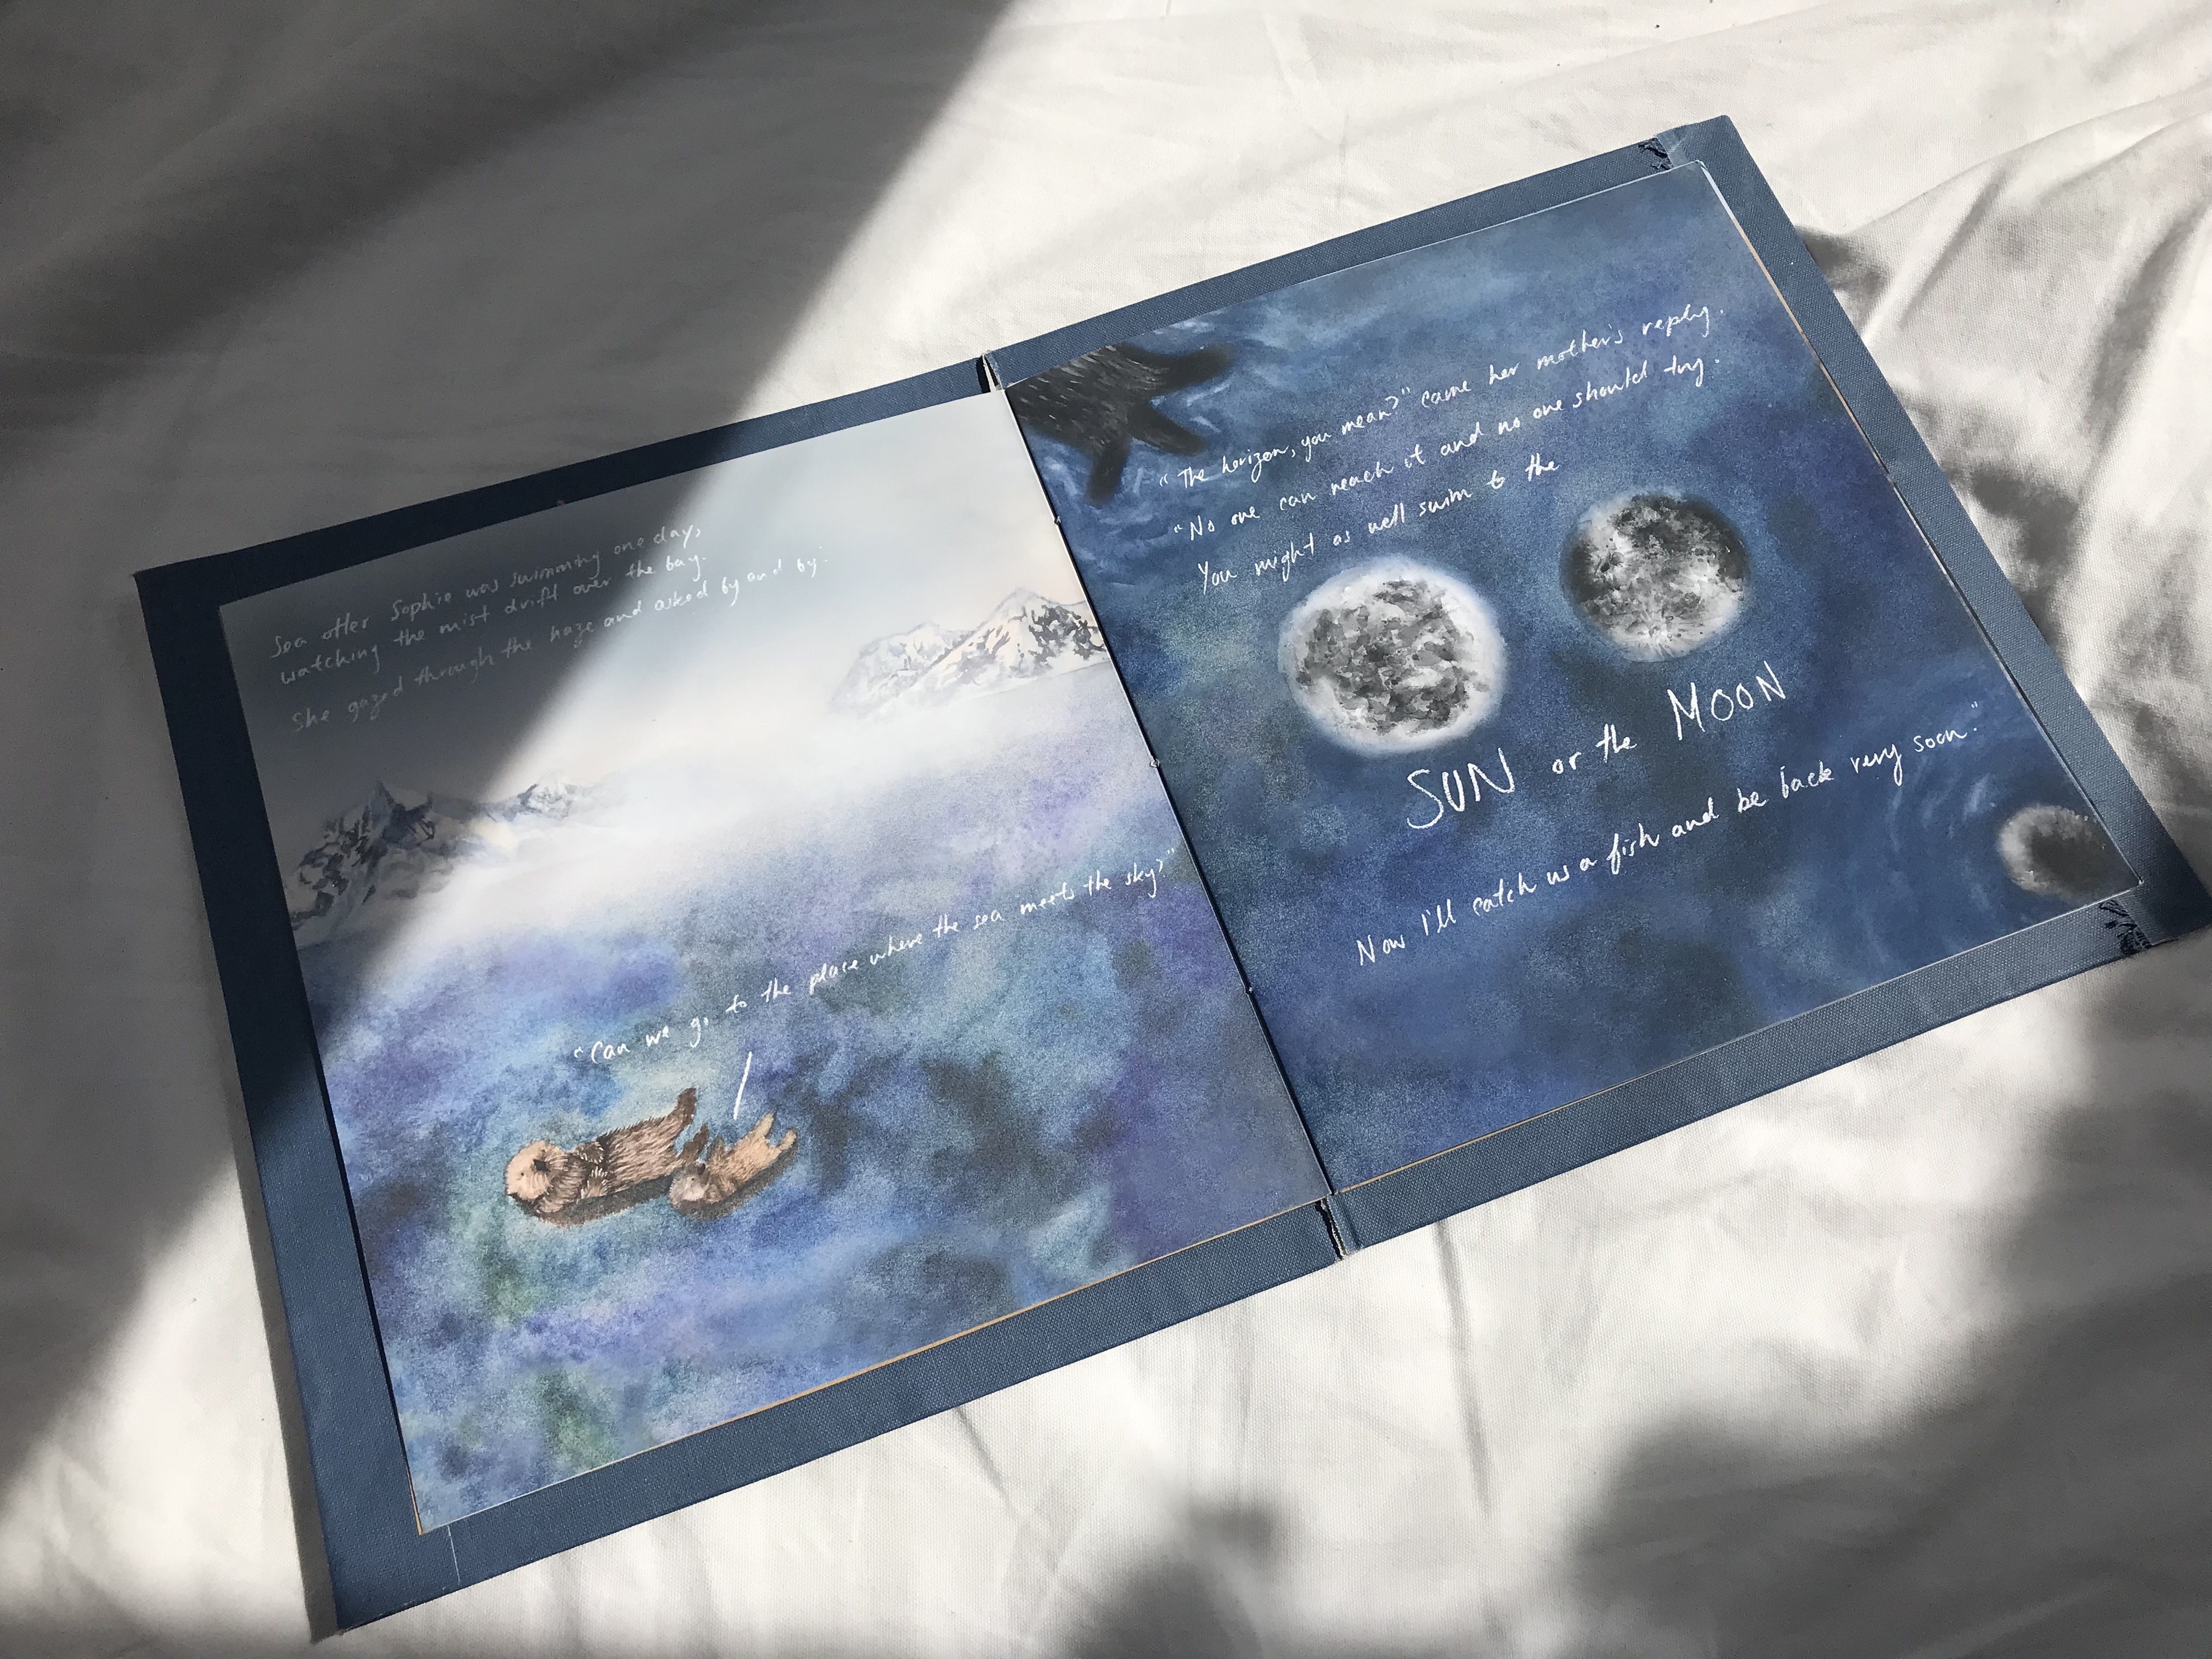 Sea otter Sophie was swimming one day,
watching the mist drift over the bay.
She gazed through the haze and asked by and by:
"Can we go to the place where the sea meets the sky?"
"The horizon, you mean?" came her mother's reply.
"No one can reach it and no one should try.
You might as well swim to the
SUN or the MOON
Now I'll catch us a fish and be back very soon."